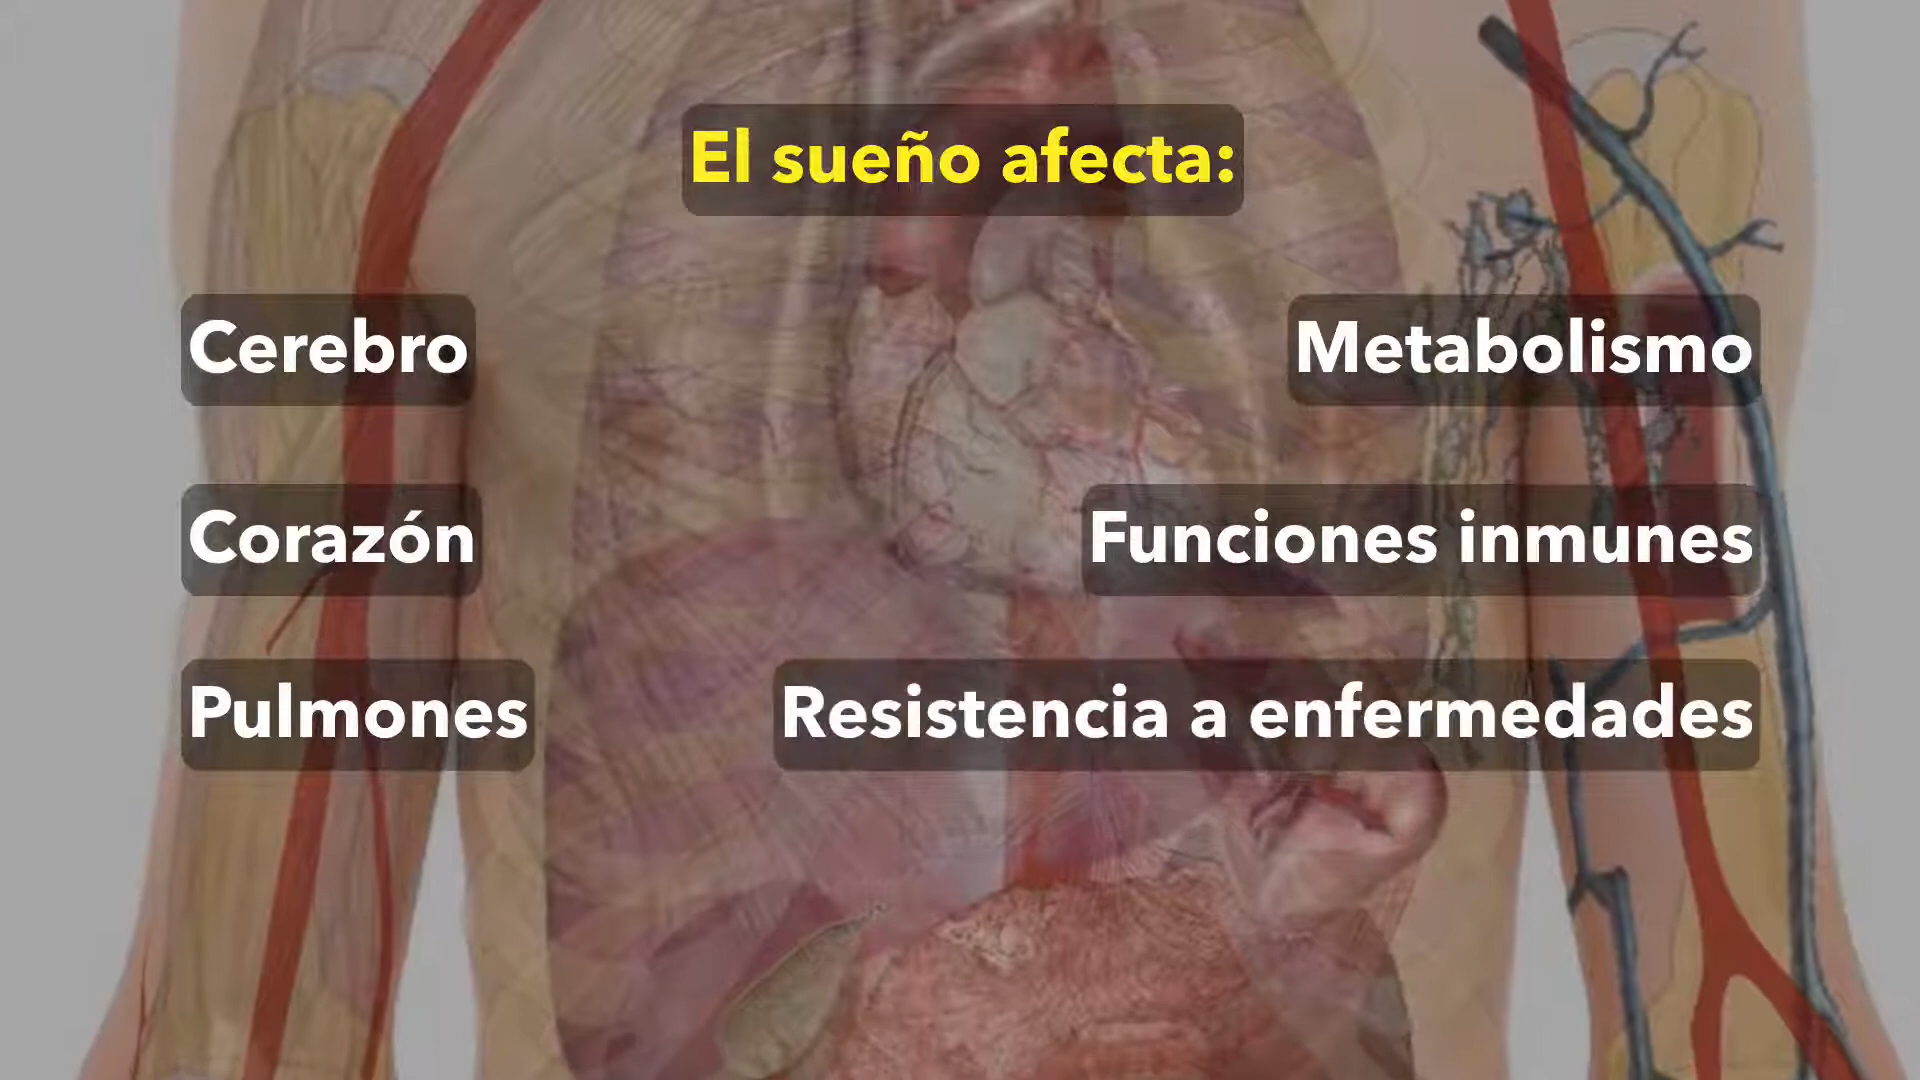 El sueño afecta:
Cerebro
Metabolismo
Corazón
Funciones inmunes
Pulmones
Resistencia a enfermedades